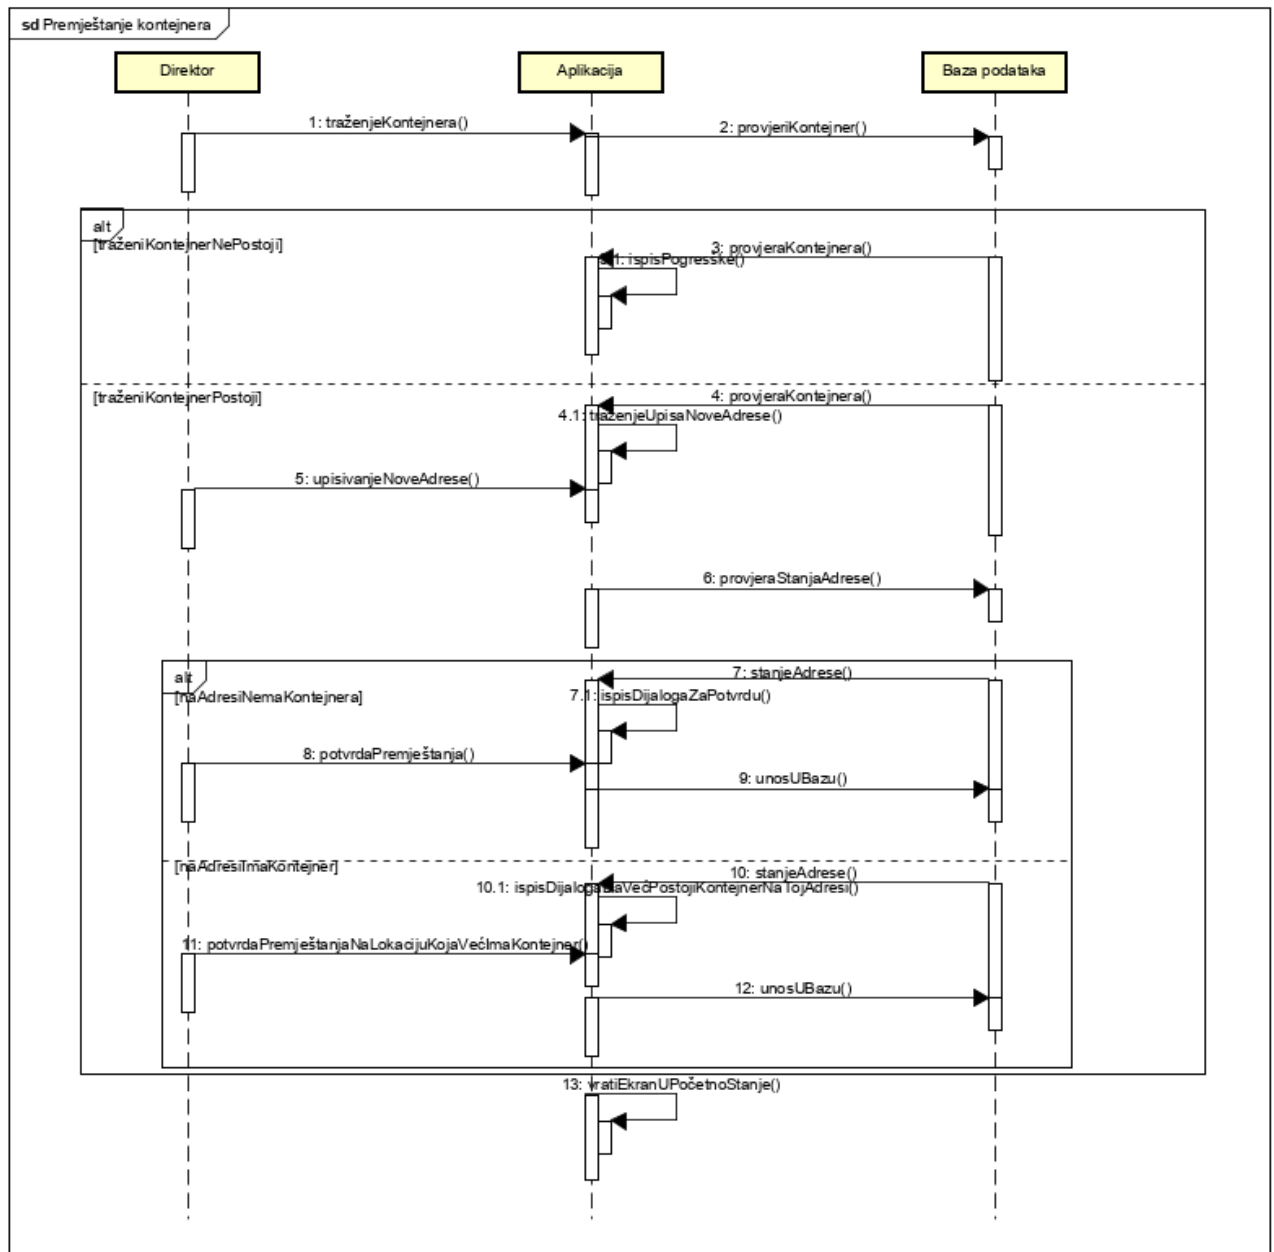 sd Premještanje kontejnera
Direktor
Aplikacija
Baza podataka
1: traženjeKontejnera()
2: provjeriKontejner()
alt
[traženiKontejnerNePostoji]
3: provjeraKontejnera()
3.1: ispisPogresške()
[traženiKontejnerPostoji]
4: provjeraKontejnera()
4.1: traženjeUpisaNoveAdrese()
5: upisivanjeNoveAdrese()
6: provjeraStanjaAdrese()
alt
7: stanjeAdrese()
[naAdresiNemaKontejnera]
7.1: ispisDijalogaZaPotvrdu()
8: potvrdaPremještanja()
9: unosUBazu()
[naAdresiImaKontejner]
10: stanjeAdrese()
10.1: ispisDijalogaDaVečPostojiKontejnerNaTojAdresi()
11: potvrdaPremještanjaNaLokacijuKojaVećImaKontejner()
12: unosUBazu()
13: vratiEkranUPočetnoStanje()